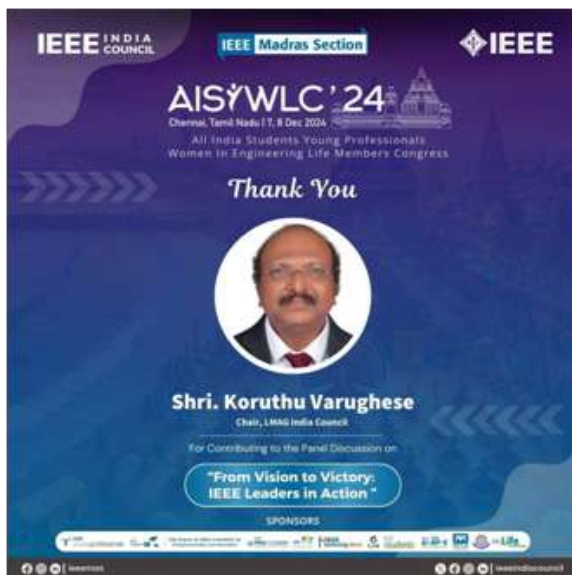 IEEE INDIA COUNCIL
IEEE Madras Section
IEEE
AISYWLC '24
Chennai, Tamil Nadu | 7, 8 Dec 2024
All India Students Young Professionals
Women In Engineering Life Members Congress
Thank You
Shri. Koruthu Varughese
Chair, LMAG India Council
For Contributing to the Panel Discussion on
"From Vision to Victory:
IEEE Leaders in Action "
SPONSORS
ieeemas
ieeeindiacouncil